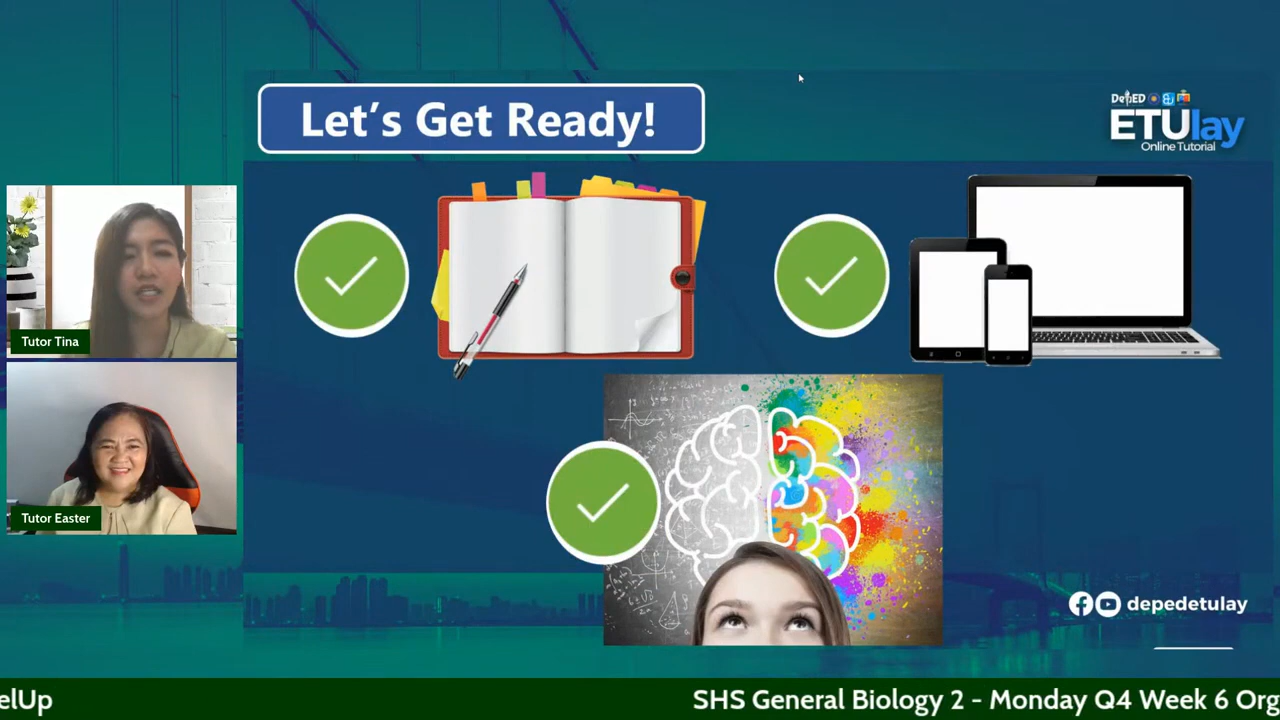 Let's Get Ready!
DepED
ETUlay
Online Tutorial
Tutor Tina
Tutor Easter
depedetulay
elUp
SHS General Biology 2 - Monday Q4 Week 6 Org